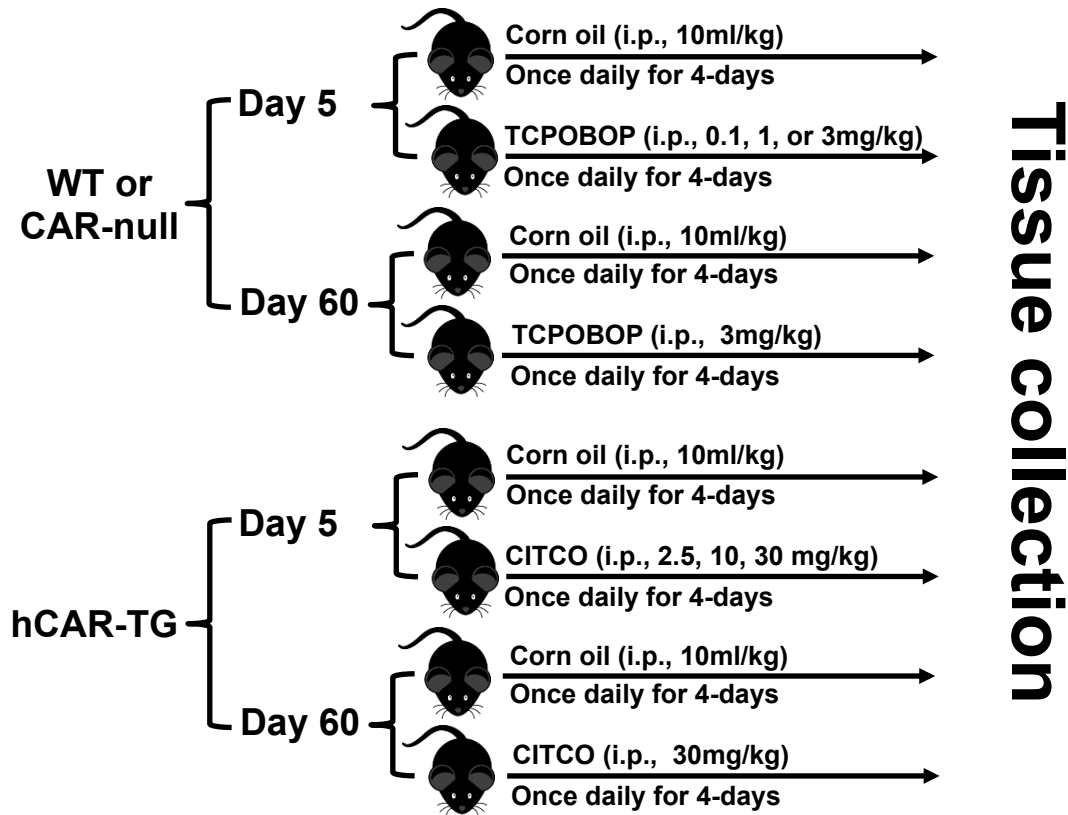 Corn oil (i.p., 10ml/kg)
Once daily for 4-days
Day 5
TCPOBOP (i.p., 0.1, 1, or 3mg/kg)
Once daily for 4-days
WT or
CAR-null
Corn oil (i.p., 10ml/kg)
Once daily for 4-days
Day 60
TCPOBOP (i.p., 3mg/kg)
Once daily for 4-days
Corn oil (i.p., 10ml/kg)
Once daily for 4-days
Day 5
CITCO (i.p., 2.5, 10, 30 mg/kg)
Once daily for 4-days
hCAR-TG
Corn oil (i.p., 10ml/kg)
Once daily for 4-days
Day 60
CITCO (i.p., 30mg/kg)
Once daily for 4-days
Tissue collection